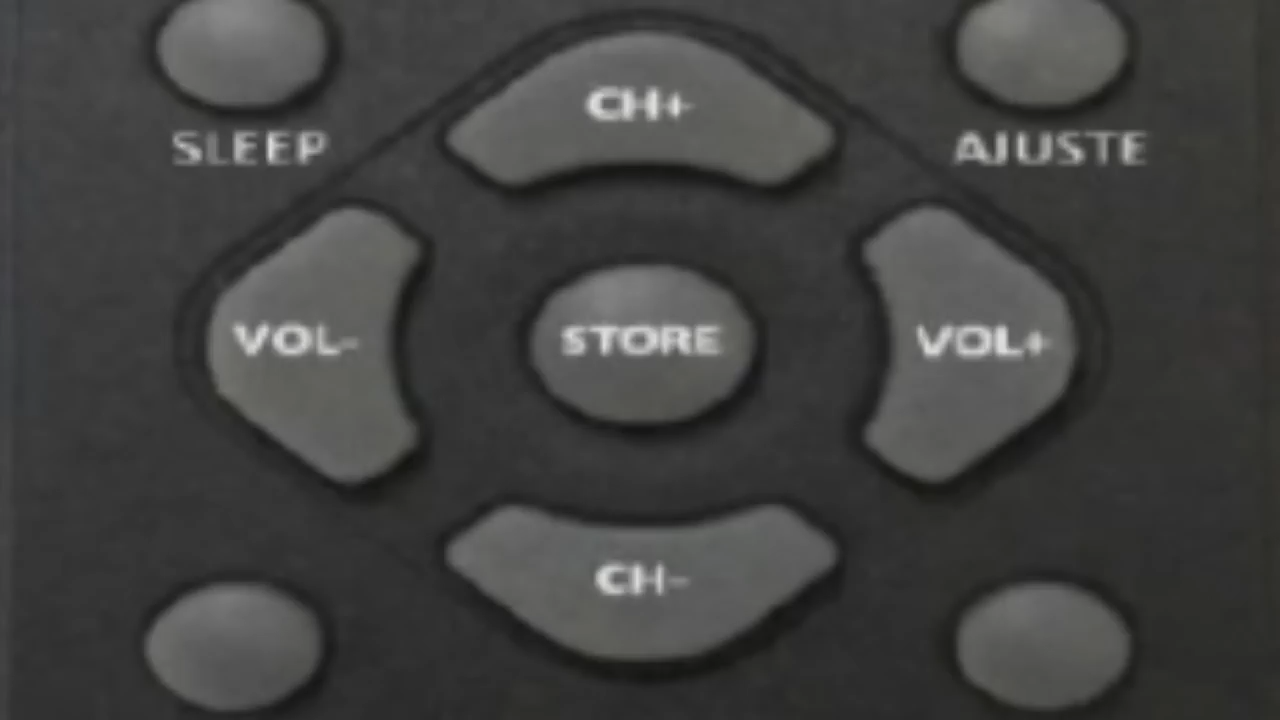 CH+
SLEEP
AJUSTE
VOL-
STORE
VOL+
CH-